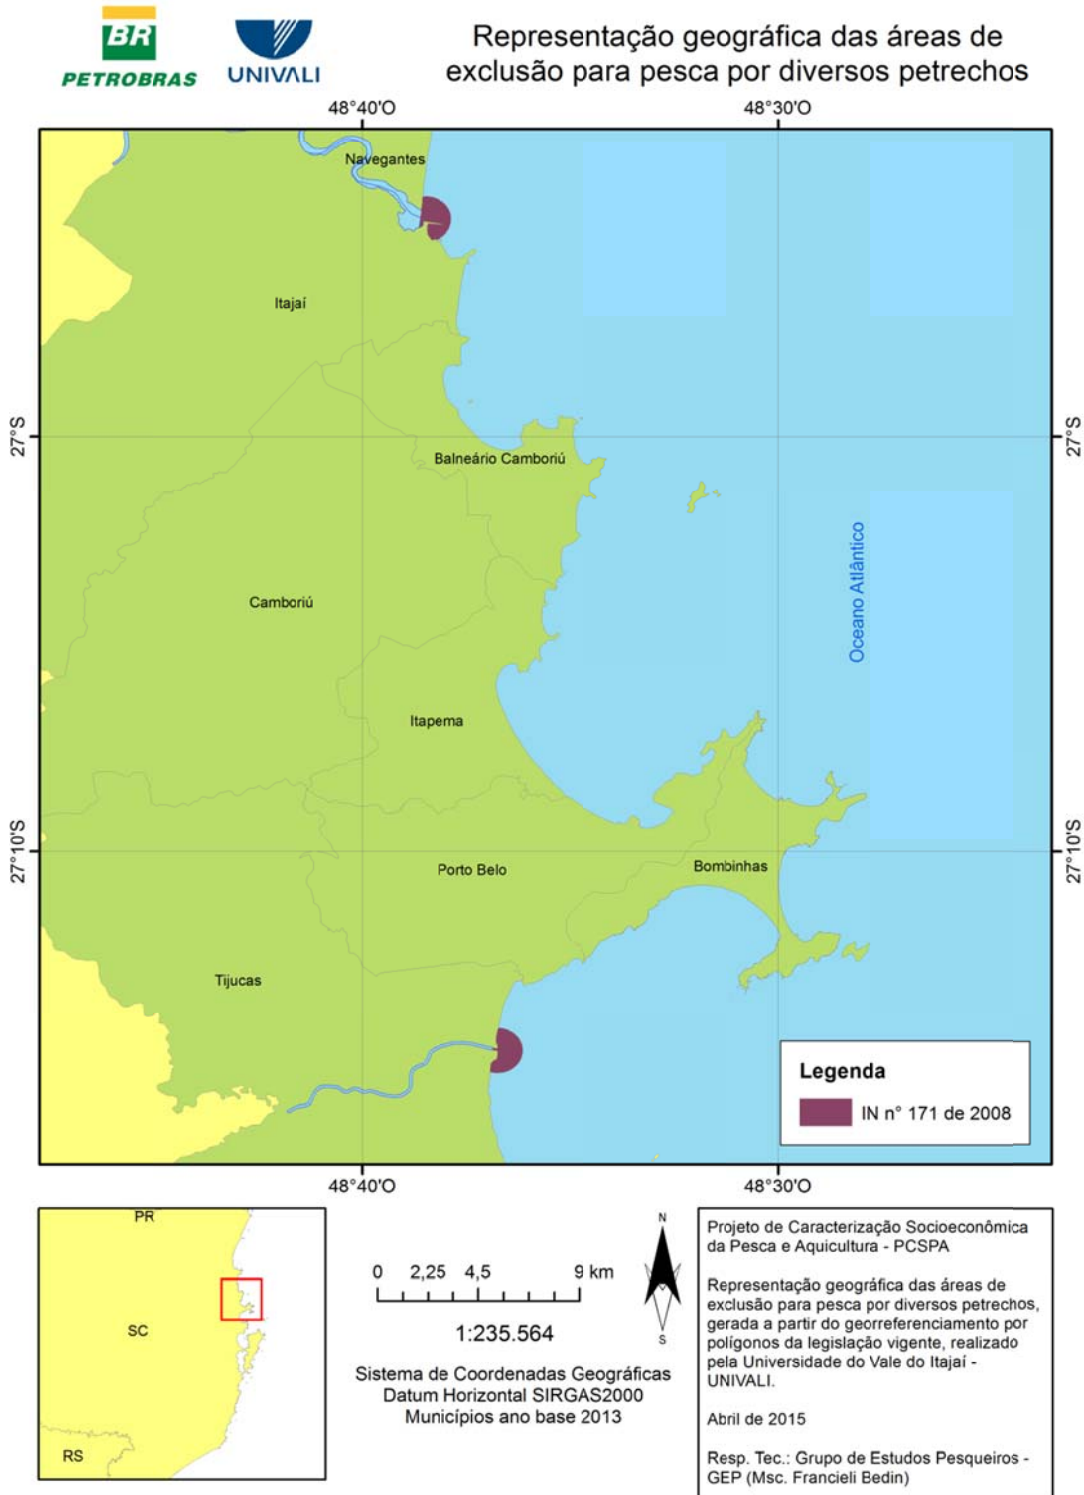 BR
PETROBRAS
UNIVALI
Representação geográfica das áreas de
exclusão para pesca por diversos petrechos
48°40'O
48°30'O
Navegantes
Itajaí
27°S
27°S
Balneário Camboriú
Oceano Atlântico
Camboriú
Itapema
27°10'S
27°10'S
Porto Belo
Bombinhas
Tijucas
Legenda
IN n° 171 de 2008
48°40'O
48°30'O
PR
SC
RS
0 2,25 4,5 9 km
1:235.564
Sistema de Coordenadas Geográficas
Datum Horizontal SIRGAS2000
Municípios ano base 2013
N
S
Projeto de Caracterização Socioeconômica
da Pesca e Aquicultura - PCSPA
Representação geográfica das áreas de
exclusão para pesca por diversos petrechos,
gerada a partir do georreferenciamento por
polígonos da legislação vigente, realizado
pela Universidade do Vale do Itajaí -
UNIVALI.
Abril de 2015
Resp. Tec.: Grupo de Estudos Pesqueiros -
GEP (Msc. Francieli Bedin)